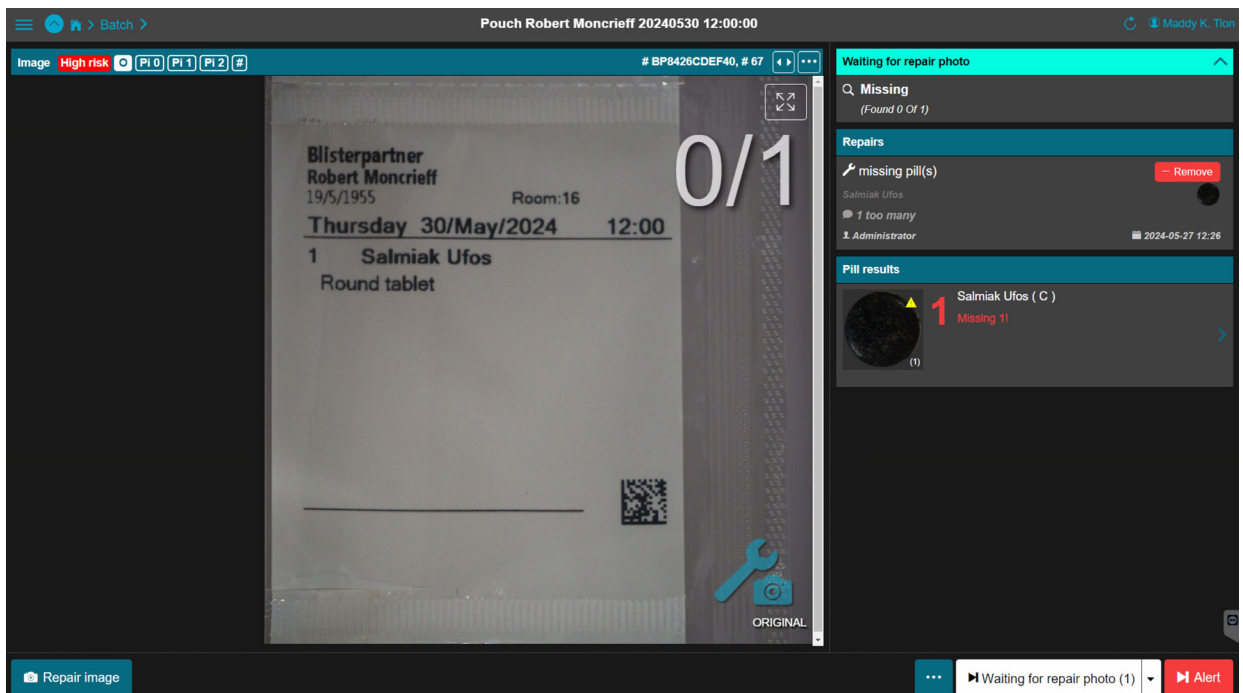 Batch
Pouch Robert Moncrieff 20240530 12:00:00
Maddy K. Tion
Image High risk O Pi 0 Pi 1 Pi 2 #
# BP8426CDEF40, # 67
0/1
Blisterpartner
Robert Moncrieff
19/5/1955 Room:16
Thursday 30/May/2024 12:00
1 Salmiak Ufos
Round tablet
ORIGINAL
Waiting for repair photo
Missing
(Found 0 Of 1)
Repairs
missing pill(s)
Remove
Salmiak Ufos
1 too many
Administrator
2024-05-27 12:26
Pill results
(1)
1
Salmiak Ufos ( C )
Missing 1!
Repair image
Waiting for repair photo (1)
Alert